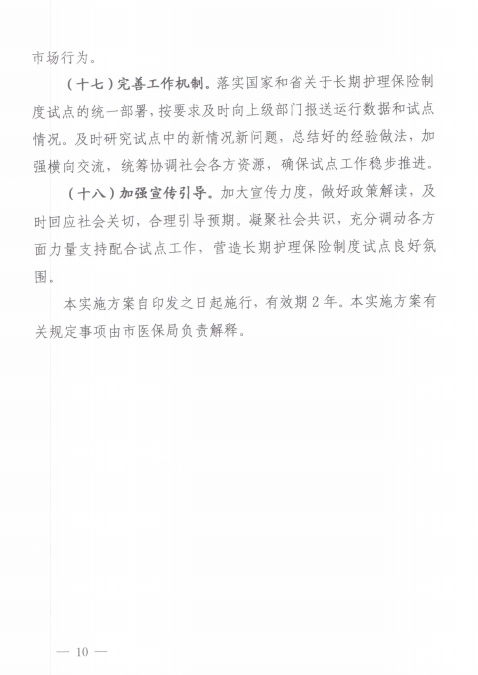 市场行为。
（十七）完善工作机制。落实国家和省关于长期护理保险制
度试点的统一部署，按要求及时向上级部门报送运行数据和试点
情况。及时研究试点中的新情况新问题，总结好的经验做法，加
强横向交流，统筹协调社会各方资源，确保试点工作稳步推进。
（十八）加强宣传引导。加大宣传力度，做好政策解读，及
时回应社会关切，合理引导预期。凝聚社会共识，充分调动各方
面力量支持配合试点工作，营造长期护理保险制度试点良好氛
围。
本实施方案自印发之日起施行，有效期 2 年。本实施方案有
关规定事项由市医保局负责解释。
— 10 —